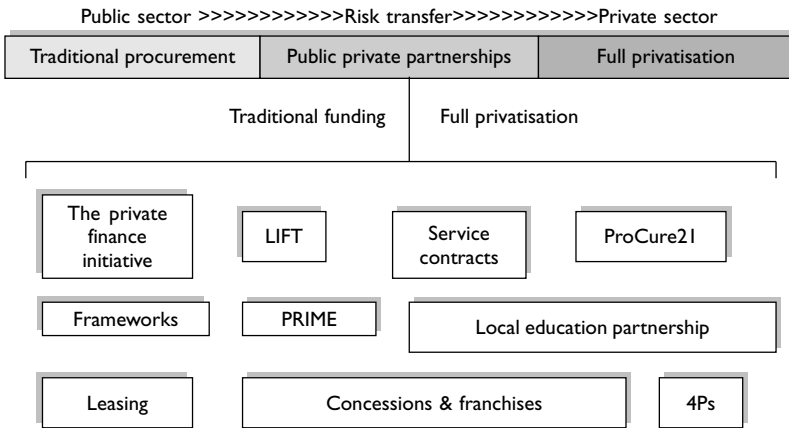 Public sector >>>>>>>>>>>>Risk transfer>>>>>>>>>>>>Private sector
Traditional procurement Public private partnerships Full privatisation
Traditional funding Full privatisation
The private
finance
initiative
LIFT
Service
contracts
ProCure21
Frameworks
PRIME
Local education partnership
Leasing
Concessions & franchises
4Ps